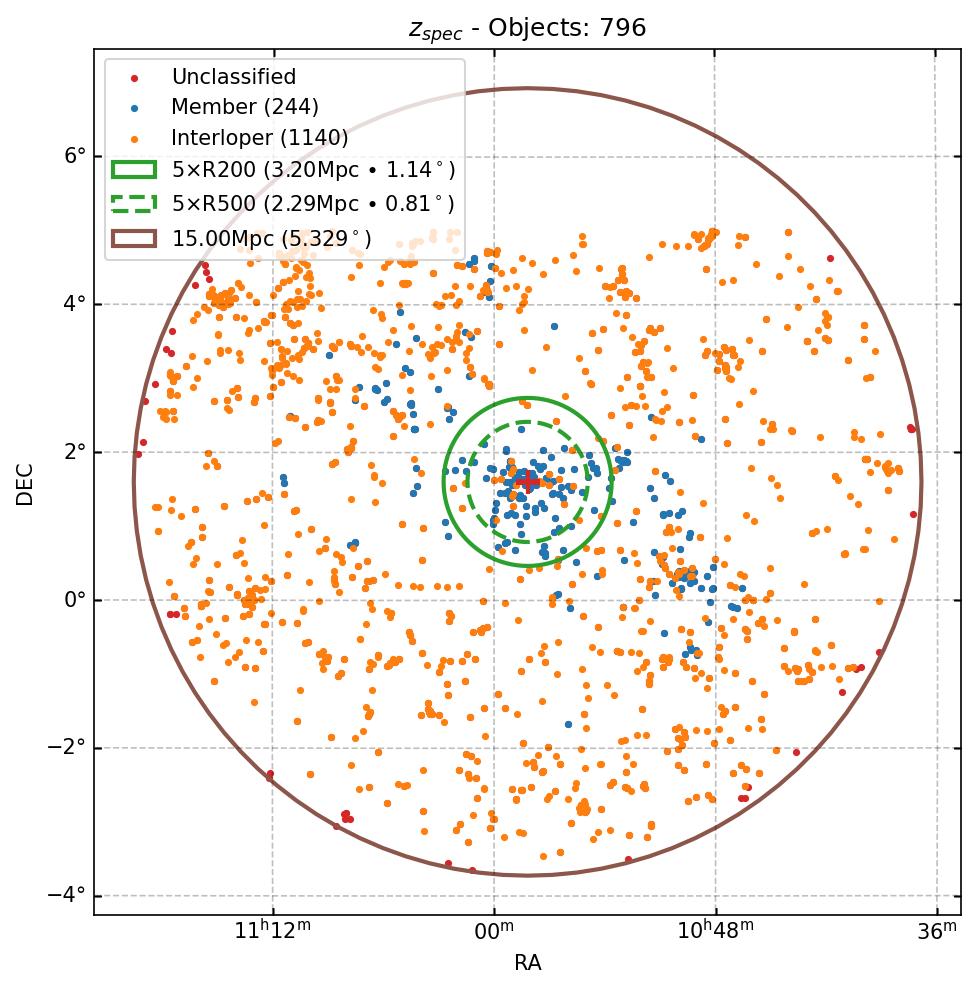 z_spec - Objects: 796
Unclassified
Member (244)
Interloper (1140)
5×R200 (3.20Mpc • 1.14°)
5×R500 (2.29Mpc • 0.81°)
15.00Mpc (5.329°)
6°
4°
2°
0°
−2°
−4°
DEC
11ʰ12ᵐ 00ᵐ 10ʰ48ᵐ 36ᵐ
RA